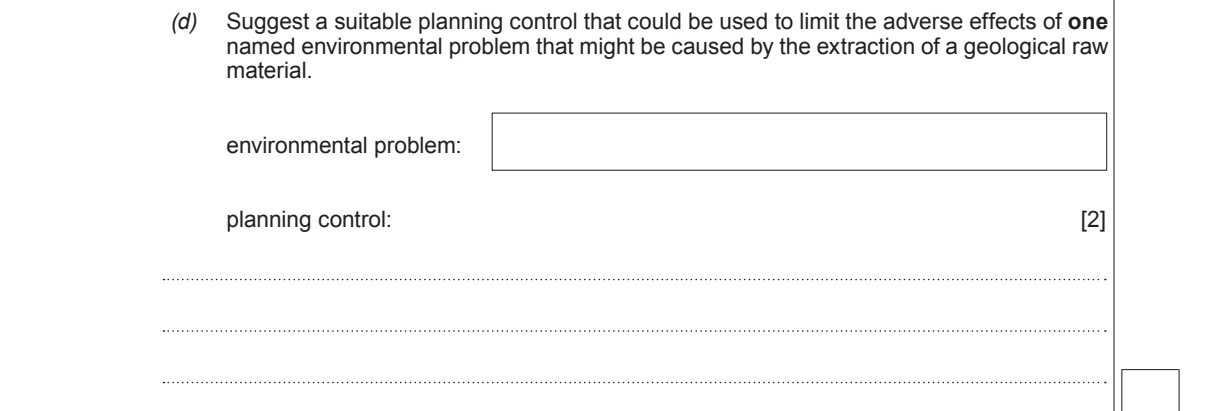 (d) Suggest a suitable planning control that could be used to limit the adverse effects of one
named environmental problem that might be caused by the extraction of a geological raw
material.
environmental problem:
planning control: [2]